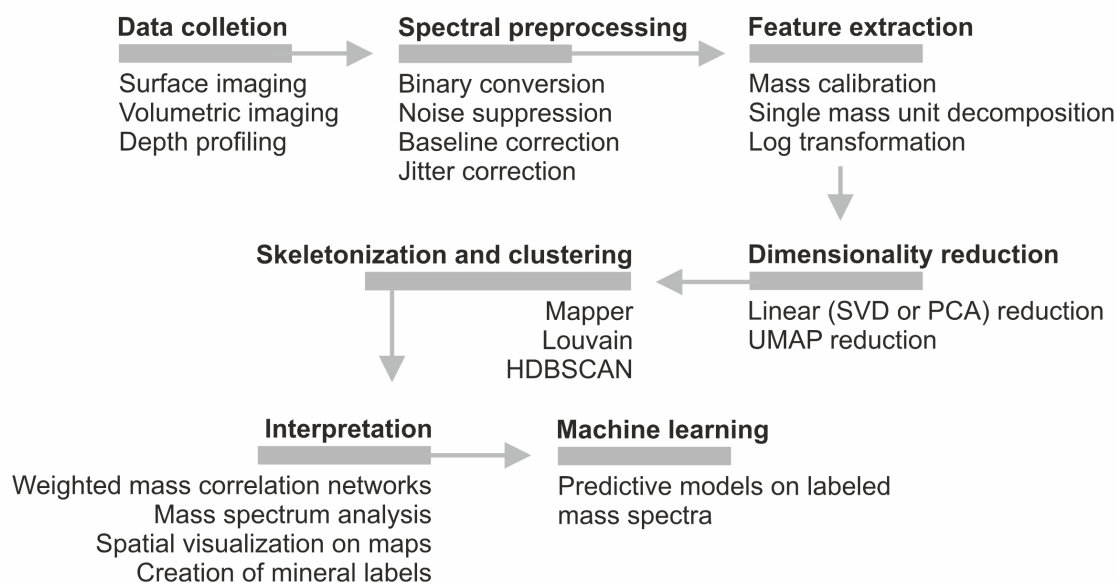 Data colletion
Surface imaging
Volumetric imaging
Depth profiling
Spectral preprocessing
Binary conversion
Noise suppression
Baseline correction
Jitter correction
Feature extraction
Mass calibration
Single mass unit decomposition
Log transformation
Dimensionality reduction
Linear (SVD or PCA) reduction
UMAP reduction
Skeletonization and clustering
Mapper
Louvain
HDBSCAN
Interpretation
Weighted mass correlation networks
Mass spectrum analysis
Spatial visualization on maps
Creation of mineral labels
Machine learning
Predictive models on labeled
mass spectra